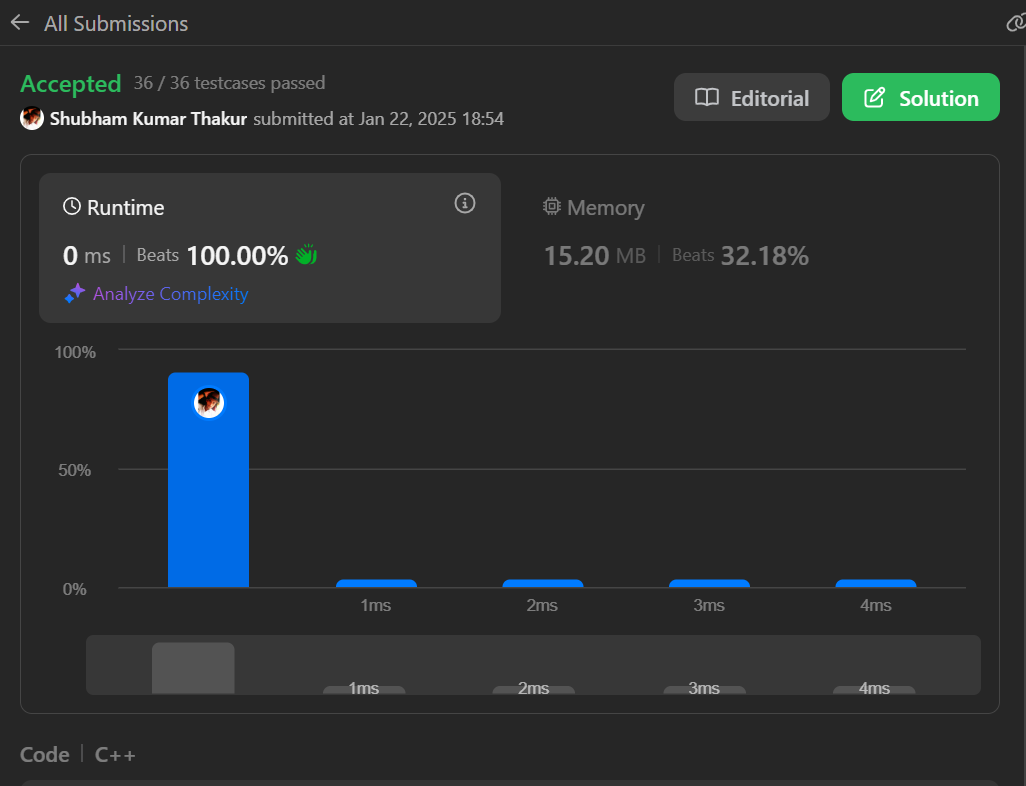 All Submissions
Accepted 36 / 36 testcases passed
Shubham Kumar Thakur submitted at Jan 22, 2025 18:54
Editorial
Solution
Runtime
0 ms | Beats 100.00%
Analyze Complexity
Memory
15.20 MB | Beats 32.18%
100%
50%
0%
1ms 2ms 3ms 4ms
1ms 2ms 3ms 4ms
Code | C++